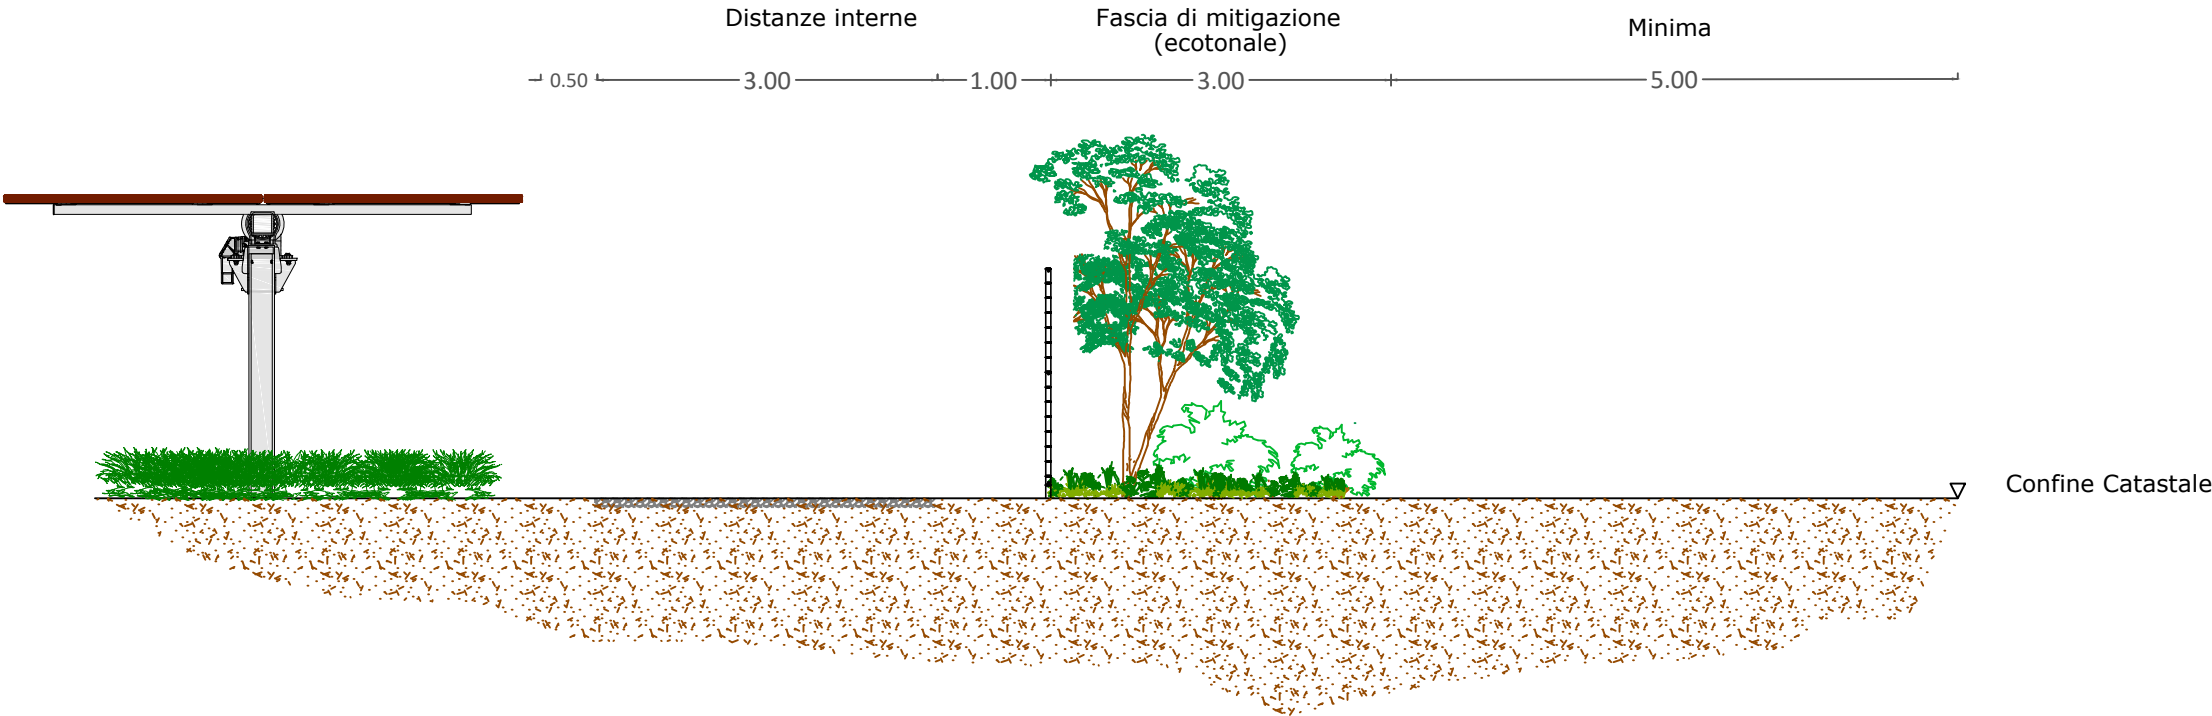 Distanze interne
Fascia di mitigazione
(ecotonale)
Minima
0.50
3.00
1.00
3.00
5.00
Confine Catastale